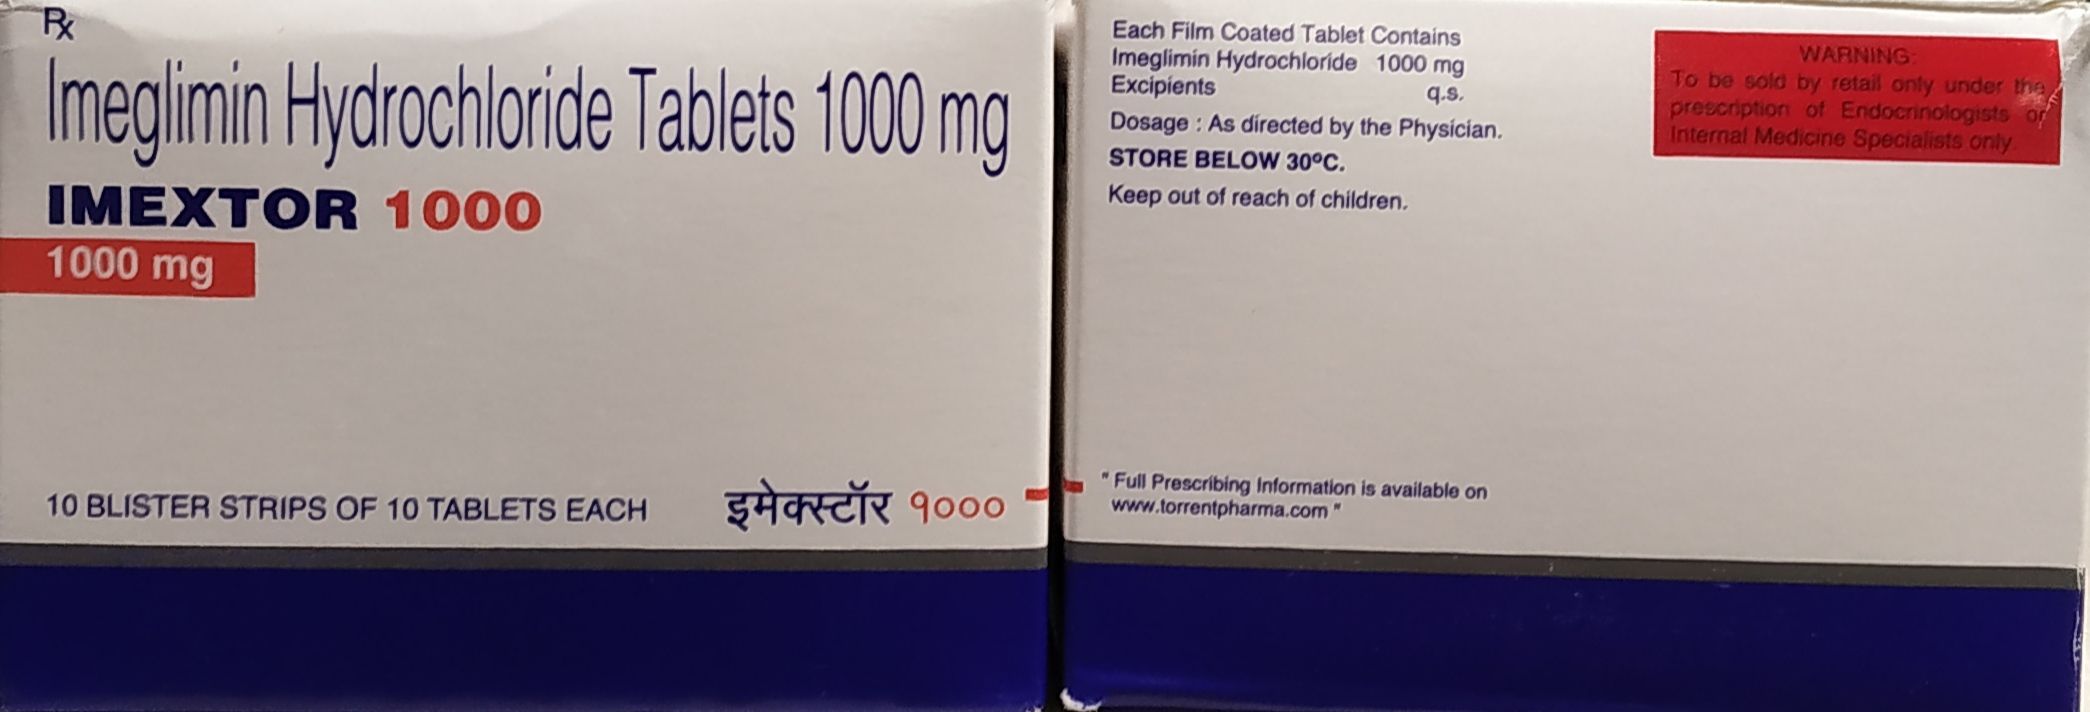 Rx
Imeglimin Hydrochloride Tablets 1000 mg
IMEXTOR 1000
1000 mg
10 BLISTER STRIPS OF 10 TABLETS EACH
इमेक्स्टॉर १०००
Each Film Coated Tablet Contains
Imeglimin Hydrochloride 1000 mg
Excipients q.s.
Dosage : As directed by the Physician.
STORE BELOW 30°C.
Keep out of reach of children.
WARNING:
To be sold by retail only under the
prescription of Endocrinologists or
Internal Medicine Specialists only.
" Full Prescribing Information is available on
www.torrentpharma.com "